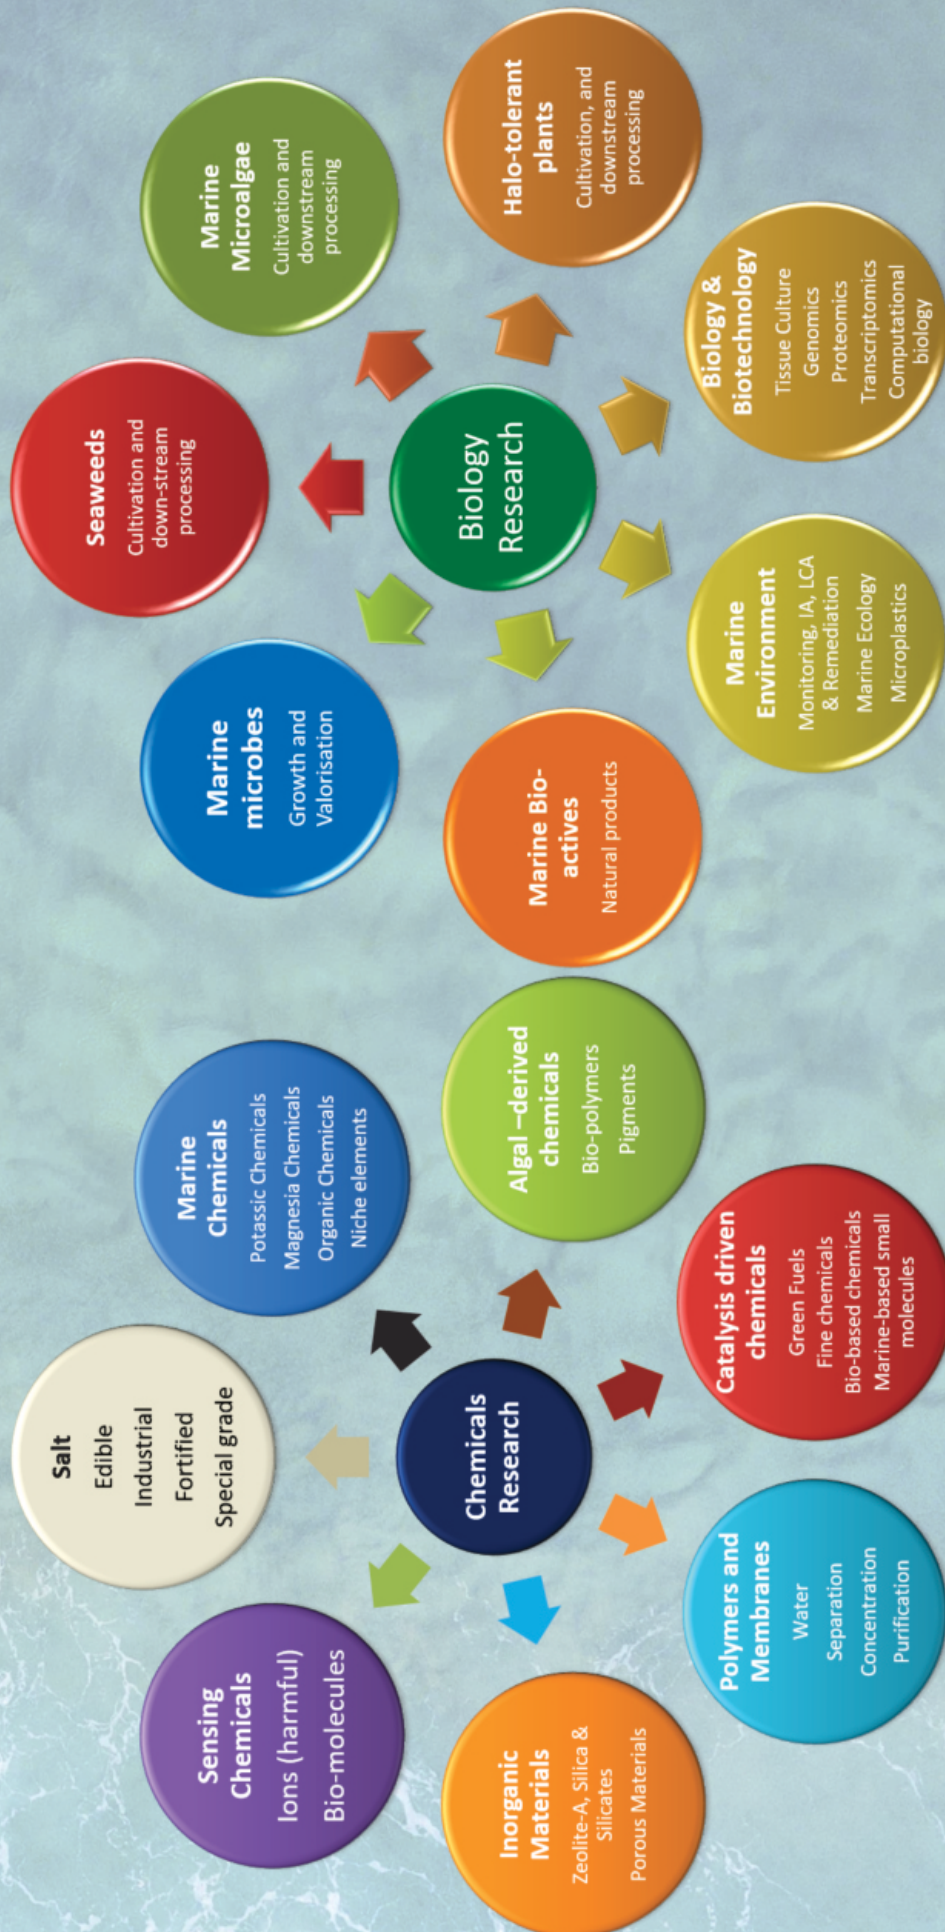 Salt
Edible
Industrial
Fortified
Special grade
Marine
Chemicals
Potassic Chemicals
Magnesia Chemicals
Organic Chemicals
Niche elements
Algal –derived
chemicals
Bio-polymers
Pigments
Catalysis driven
chemicals
Green Fuels
Fine chemicals
Bio-based chemicals
Marine-based small
molecules
Polymers and
Membranes
Water
Separation
Concentration
Purification
Inorganic
Materials
Zeolite-A, Silica &
Silicates
Porous Materials
Sensing
Chemicals
Ions (harmful)
Bio-molecules
Chemicals
Research
Seaweeds
Cultivation and
down-stream
processing
Marine
Microalgae
Cultivation and
downstream
processing
Halo-tolerant
plants
Cultivation, and
downstream
processing
Biology &
Biotechnology
Tissue Culture
Genomics
Proteomics
Transcriptomics
Computational
biology
Marine
Environment
Monitoring, IA, LCA
& Remediation
Marine Ecology
Microplastics
Marine Bio-
actives
Natural products
Marine
microbes
Growth and
Valorisation
Biology
Research